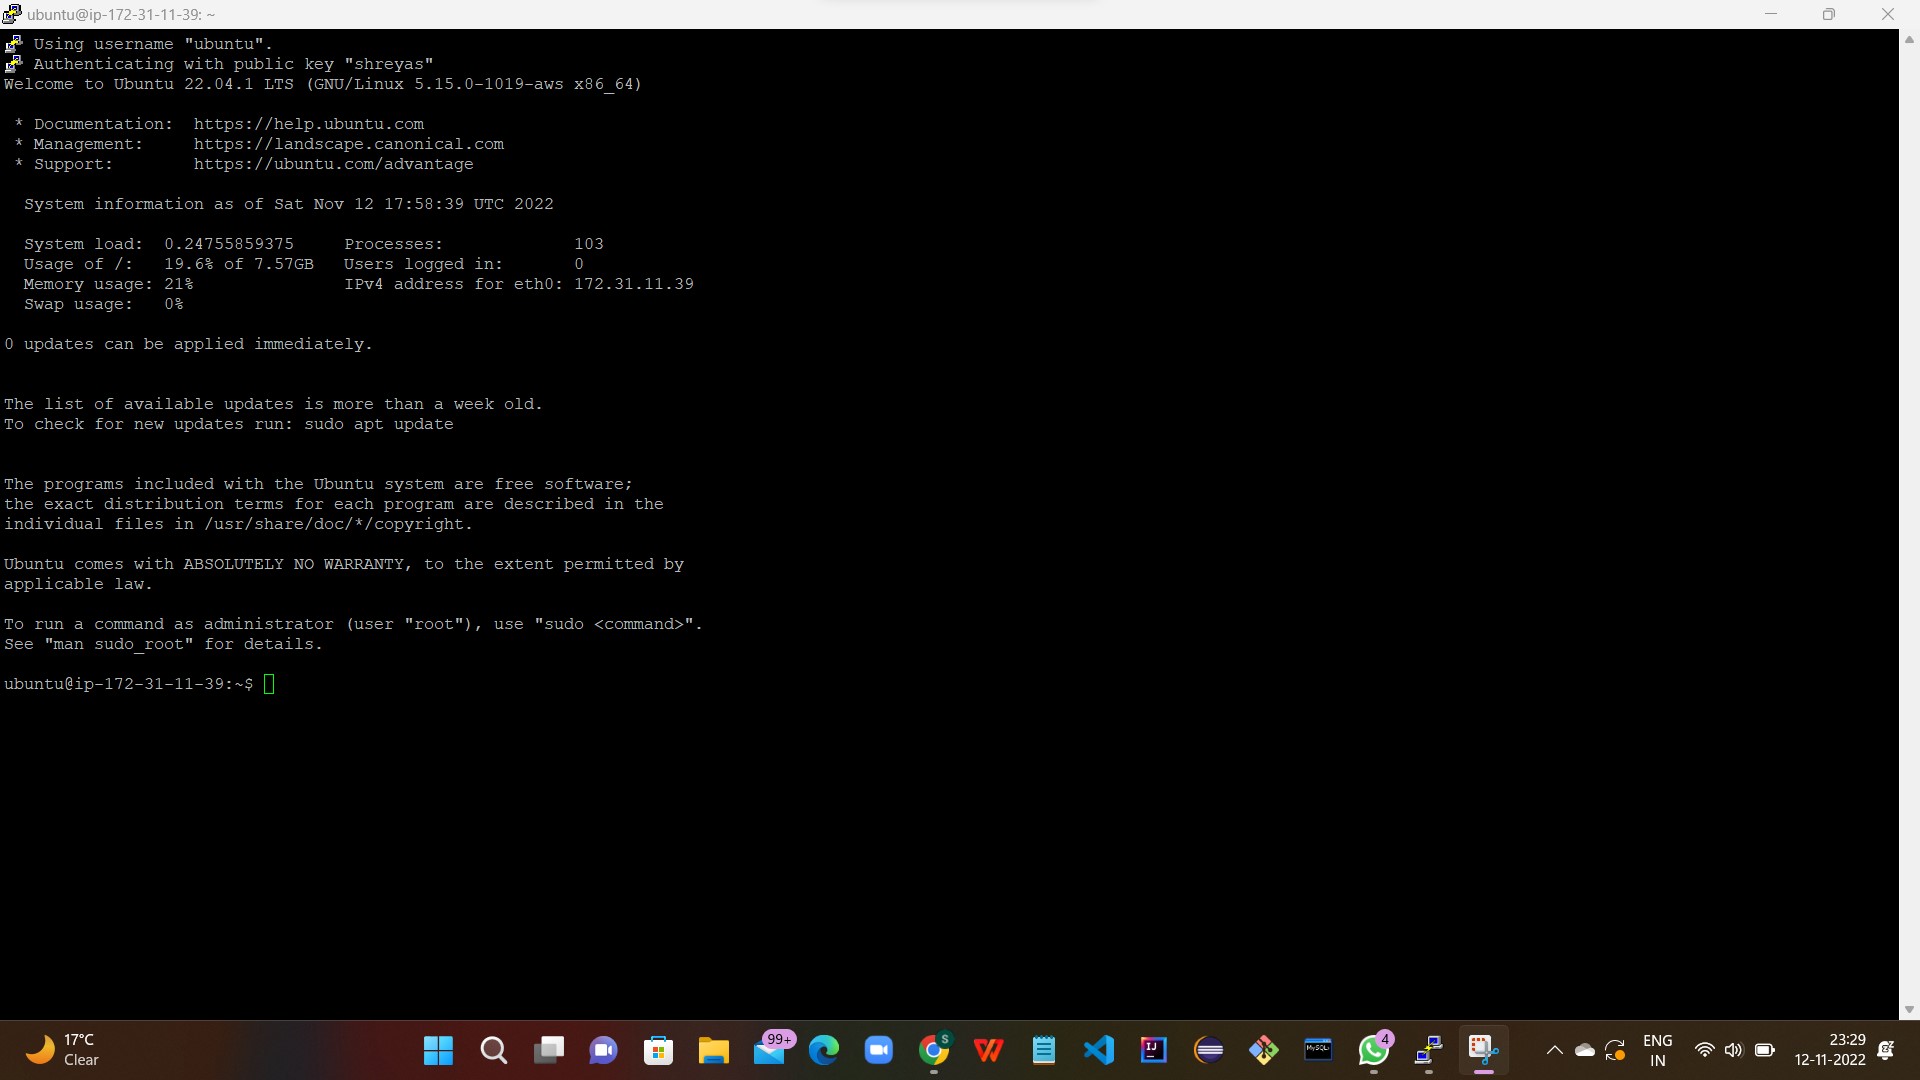 ubuntu@ip-172-31-11-39: ~
Using username "ubuntu".
Authenticating with public key "shreyas"
Welcome to Ubuntu 22.04.1 LTS (GNU/Linux 5.15.0-1019-aws x86_64)
* Documentation:  https://help.ubuntu.com
* Management:     https://landscape.canonical.com
* Support:        https://ubuntu.com/advantage
System information as of Sat Nov 12 17:58:39 UTC 2022
System load:  0.24755859375     Processes:             103
Usage of /:   19.6% of 7.57GB   Users logged in:       0
Memory usage: 21%               IPv4 address for eth0: 172.31.11.39
Swap usage:   0%
0 updates can be applied immediately.
The list of available updates is more than a week old.
To check for new updates run: sudo apt update
The programs included with the Ubuntu system are free software;
the exact distribution terms for each program are described in the
individual files in /usr/share/doc/*/copyright.
Ubuntu comes with ABSOLUTELY NO WARRANTY, to the extent permitted by
applicable law.
To run a command as administrator (user "root"), use "sudo <command>".
See "man sudo_root" for details.
ubuntu@ip-172-31-11-39:~$
17°C
Clear
99+
S
IJ
MySQL
4
ENG
IN
23:29
12-11-2022